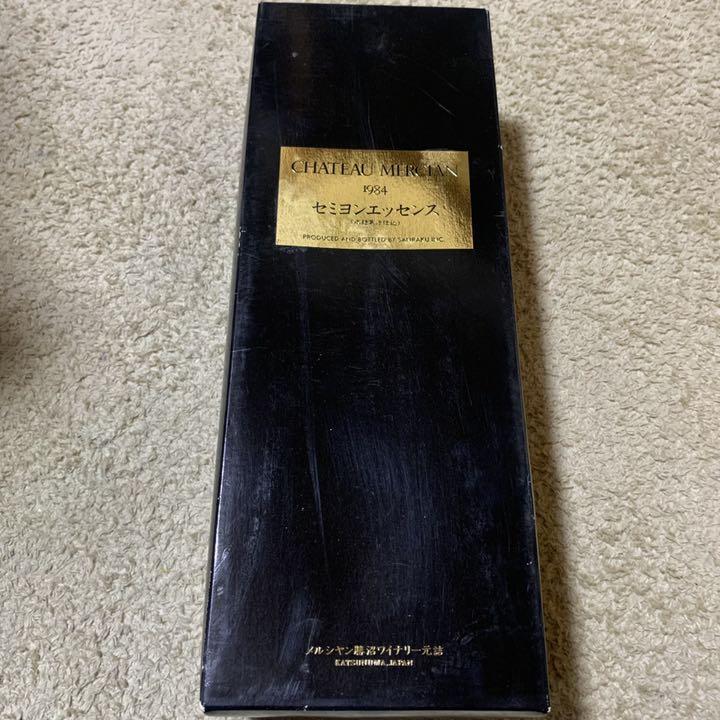 CHATEAU MERCIAN
1984
セミヨンエッセンス
PRODUCED AND BOTTLED BY SANRAKU INC.
メルシャン勝沼ワイナリー元詰
KATSUNUMA, JAPAN